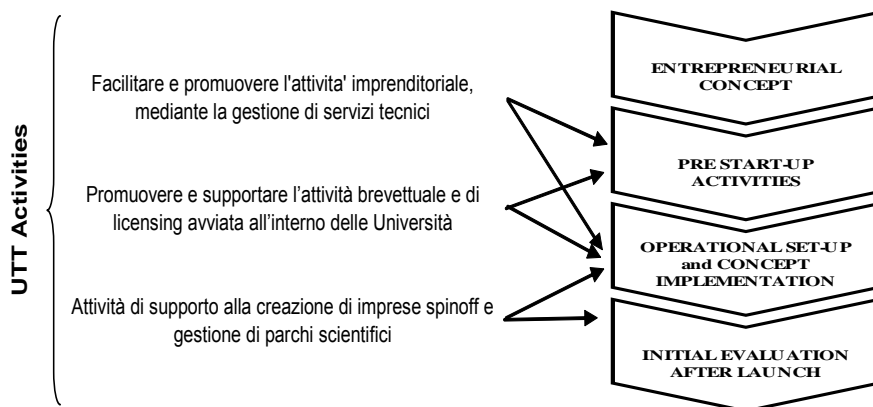 UTT Activities
Facilitare e promuovere l'attivita' imprenditoriale,
mediante la gestione di servizi tecnici
Promuovere e supportare l’attività brevettuale e di
licensing avviata all’interno delle Università
Attività di supporto alla creazione di imprese spinoff e
gestione di parchi scientifici
ENTREPRENEURIAL
CONCEPT
PRE START-UP
ACTIVITIES
OPERATIONAL SET-UP
and CONCEPT
IMPLEMENTATION
INITIAL EVALUATION
AFTER LAUNCH